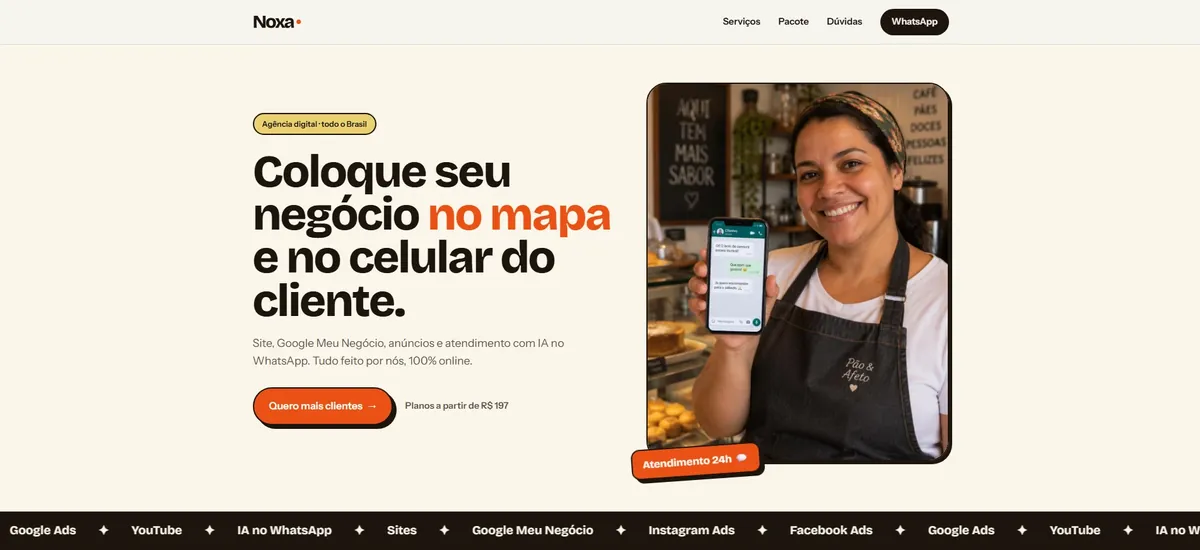 Noxa
Serviços
Pacote
Dúvidas
WhatsApp
Agência digital · todo o Brasil
Coloque seu
negócio no mapa
e no celular do
cliente.
Site, Google Meu Negócio, anúncios e atendimento com IA no
WhatsApp. Tudo feito por nós, 100% online.
Quero mais clientes →
Planos a partir de R$ 197
AQUI
TEM
MAIS
SABOR
CAFÉ
PÃES
DOCES
PESSOAS
FELIZES
Pão &
Afeto
Atendimento 24h
Google Ads ✦ YouTube ✦ IA no WhatsApp ✦ Sites ✦ Google Meu Negócio ✦ Instagram Ads ✦ Facebook Ads ✦ Google Ads ✦ YouTube ✦ IA no W